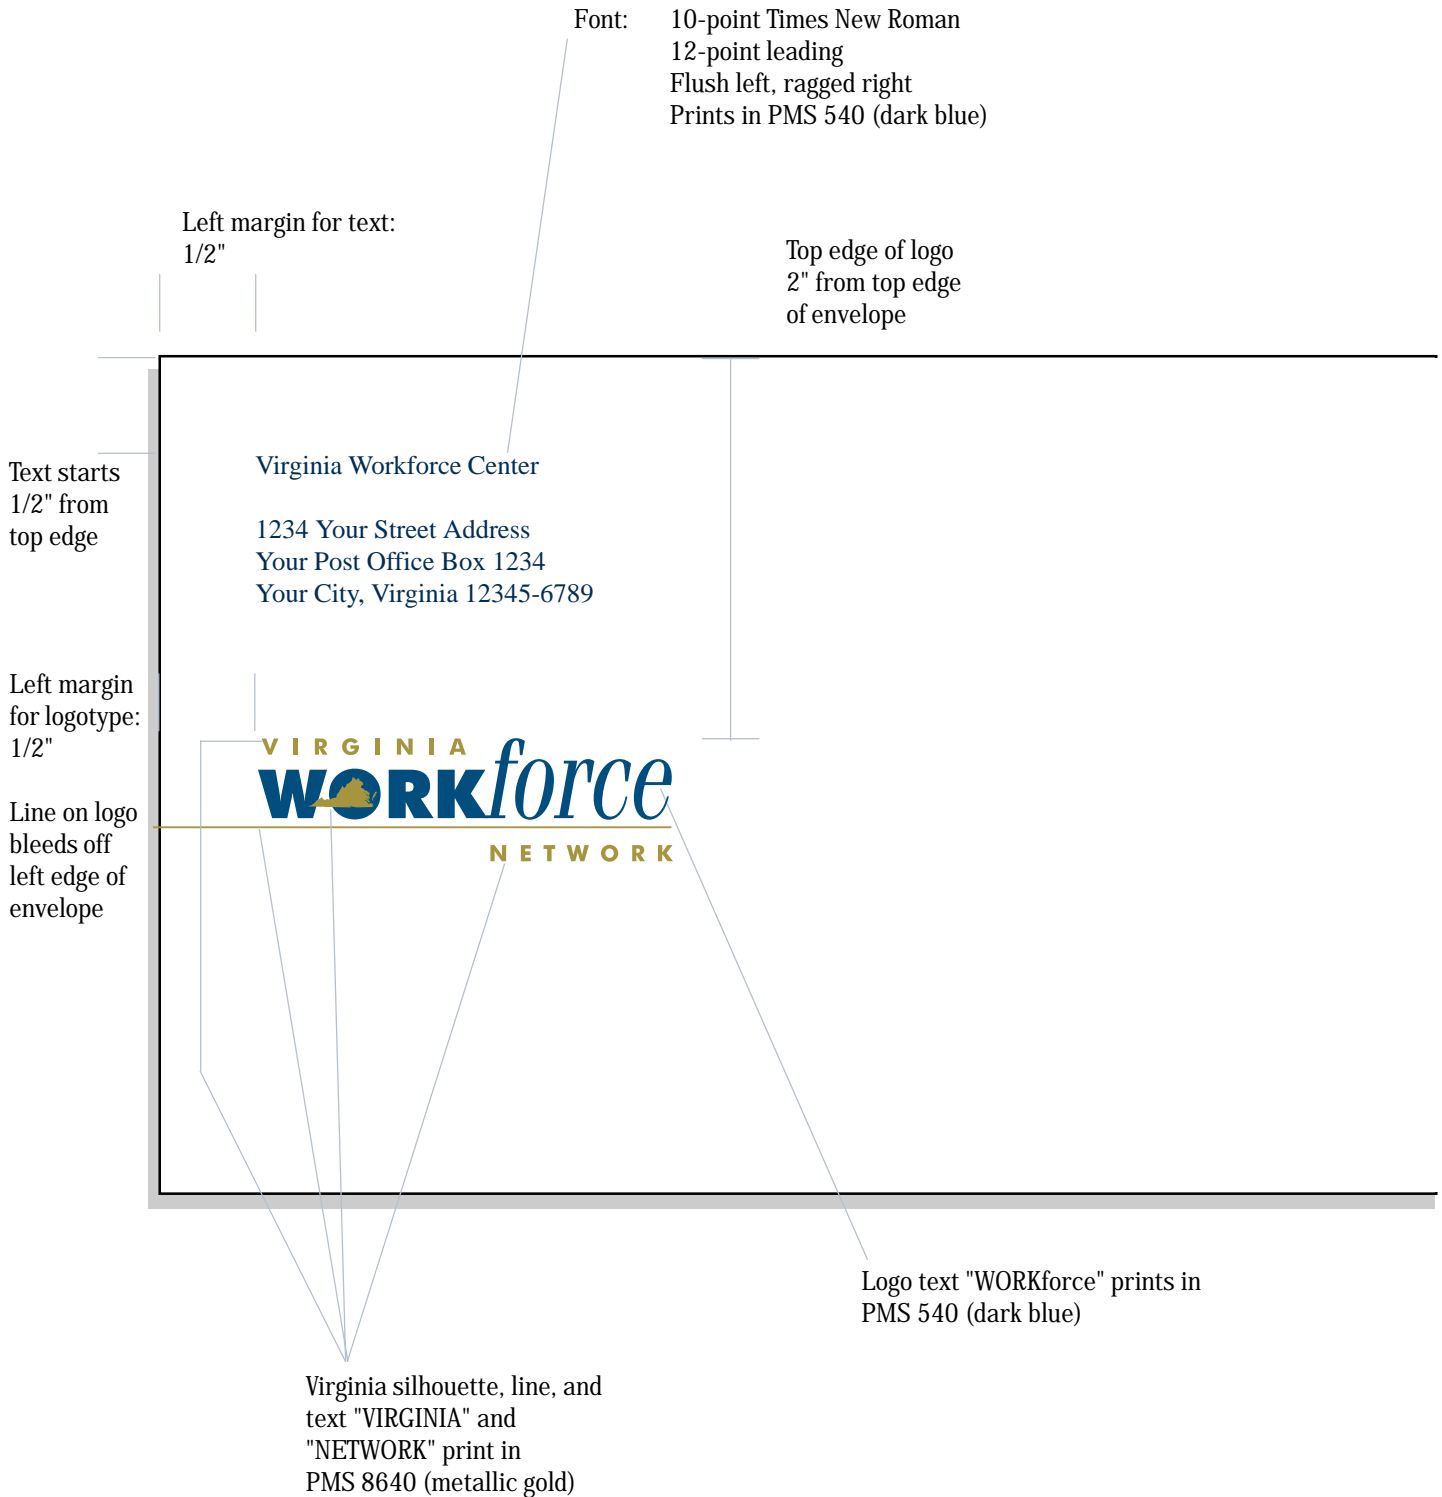 Font: 10-point Times New Roman
12-point leading
Flush left, ragged right
Prints in PMS 540 (dark blue)
Left margin for text:
1/2"
Top edge of logo
2" from top edge
of envelope
Text starts
1/2" from
top edge
Virginia Workforce Center
1234 Your Street Address
Your Post Office Box 1234
Your City, Virginia 12345-6789
Left margin
for logotype:
1/2"
Line on logo
bleeds off
left edge of
envelope
VIRGINIA
WORKforce
NETWORK
Logo text "WORKforce" prints in
PMS 540 (dark blue)
Virginia silhouette, line, and
text "VIRGINIA" and
"NETWORK" print in
PMS 8640 (metallic gold)